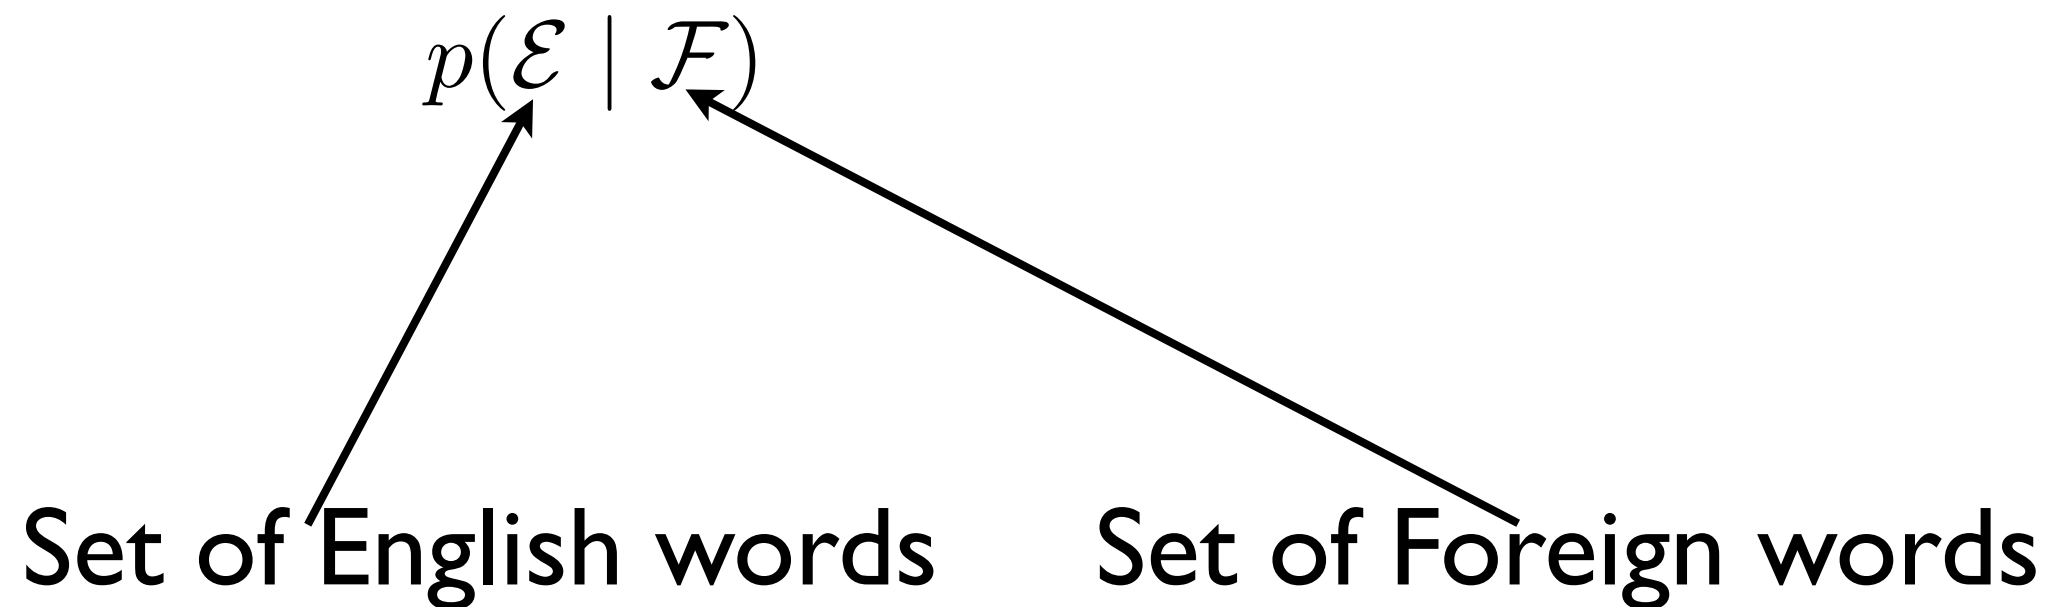 p(ℰ | ℱ)
Set of English words
Set of Foreign words